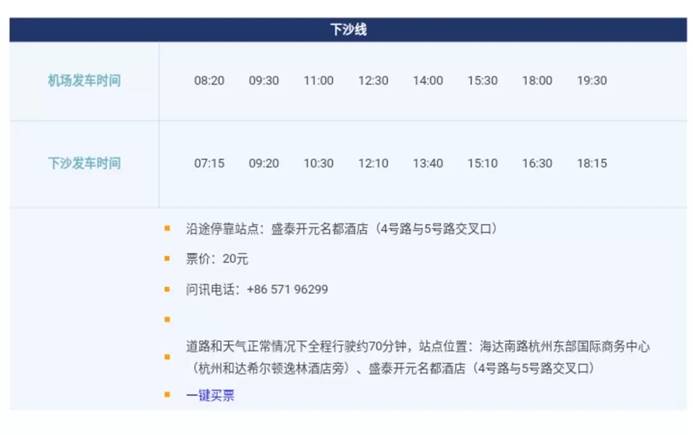 下沙线
机场发车时间 08:20 09:30 11:00 12:30 14:00 15:30 18:00 19:30
下沙发车时间 07:15 09:20 10:30 12:10 13:40 15:10 16:30 18:15
沿途停靠站点：盛泰开元名都酒店（4号路与5号路交叉口）
票价：20元
问讯电话：+86 571 96299
道路和天气正常情况下全程行驶约70分钟，站点位置：海达南路杭州东部国际商务中心
（杭州和达希尔顿逸林酒店旁）、盛泰开元名都酒店（4号路与5号路交叉口）
一键买票